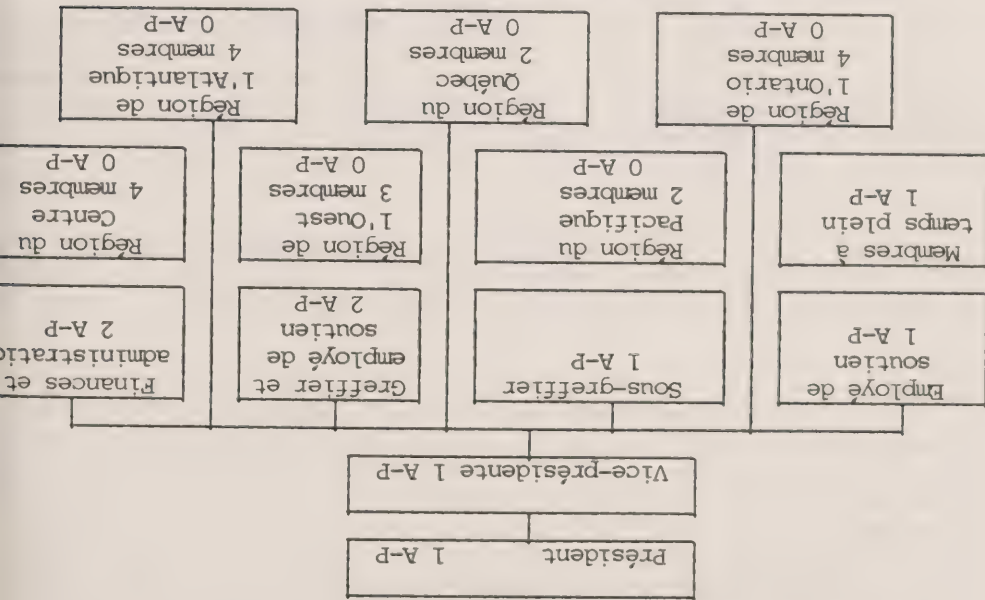 Président 1 A-P
Vice-présidente 1 A-P
Employé de
soutien
1 A-P
Sous-greffier
1 A-P
Greffier et
employé de
soutien
2 A-P
Finances et
administratio
2 A-P
Membres à
temps plein
1 A-P
Région du
Pacifique
2 membres
0 A-P
Région de
l'Ouest
3 membres
0 A-P
Région du
Centre
4 membres
0 A-P
Région de
l'Ontario
4 membres
0 A-P
Région du
Québec
2 membres
0 A-P
Région de
l'Atlantique
4 membres
0 A-P